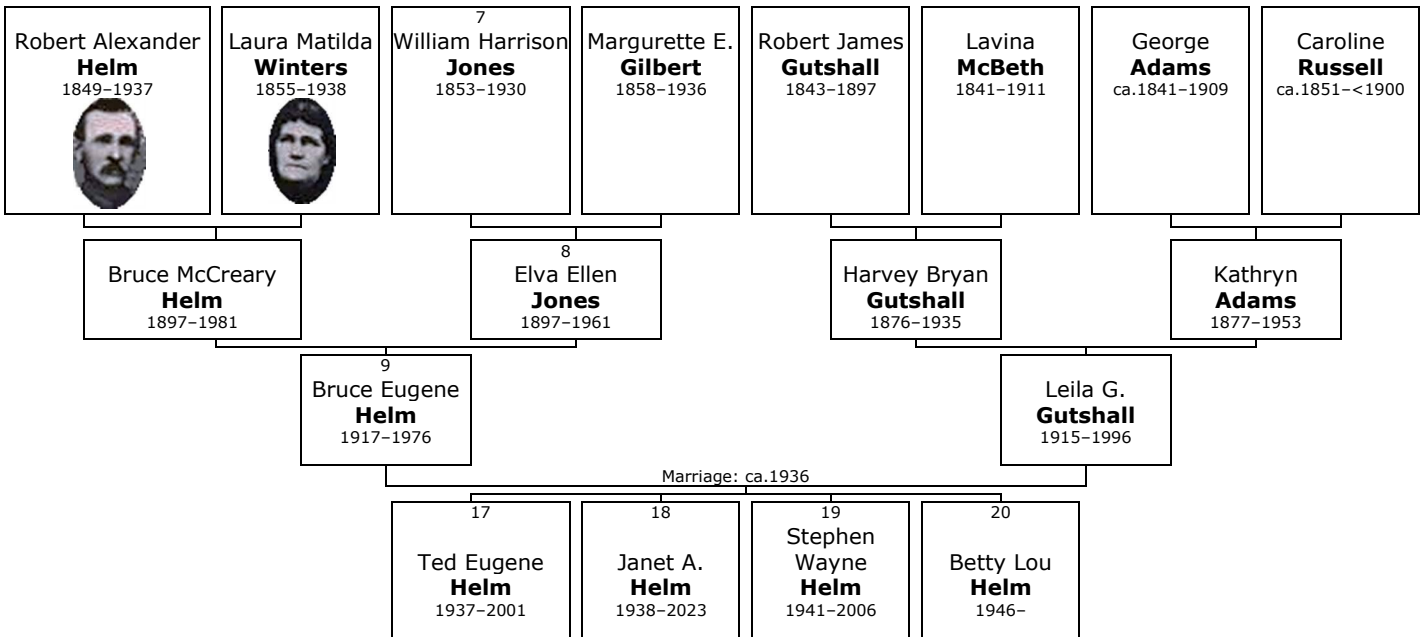 Robert Alexander
Helm
1849–1937
Laura Matilda
Winters
1855–1938
7
William Harrison
Jones
1853–1930
Margurette E.
Gilbert
1858–1936
Robert James
Gutshall
1843–1897
Lavina
McBeth
1841–1911
George
Adams
ca.1841–1909
Caroline
Russell
ca.1851–<1900
Bruce McCreary
Helm
1897–1981
8
Elva Ellen
Jones
1897–1961
Harvey Bryan
Gutshall
1876–1935
Kathryn
Adams
1877–1953
9
Bruce Eugene
Helm
1917–1976
Leila G.
Gutshall
1915–1996
Marriage: ca.1936
17
Ted Eugene
Helm
1937–2001
18
Janet A.
Helm
1938–2023
19
Stephen
Wayne
Helm
1941–2006
20
Betty Lou
Helm
1946–